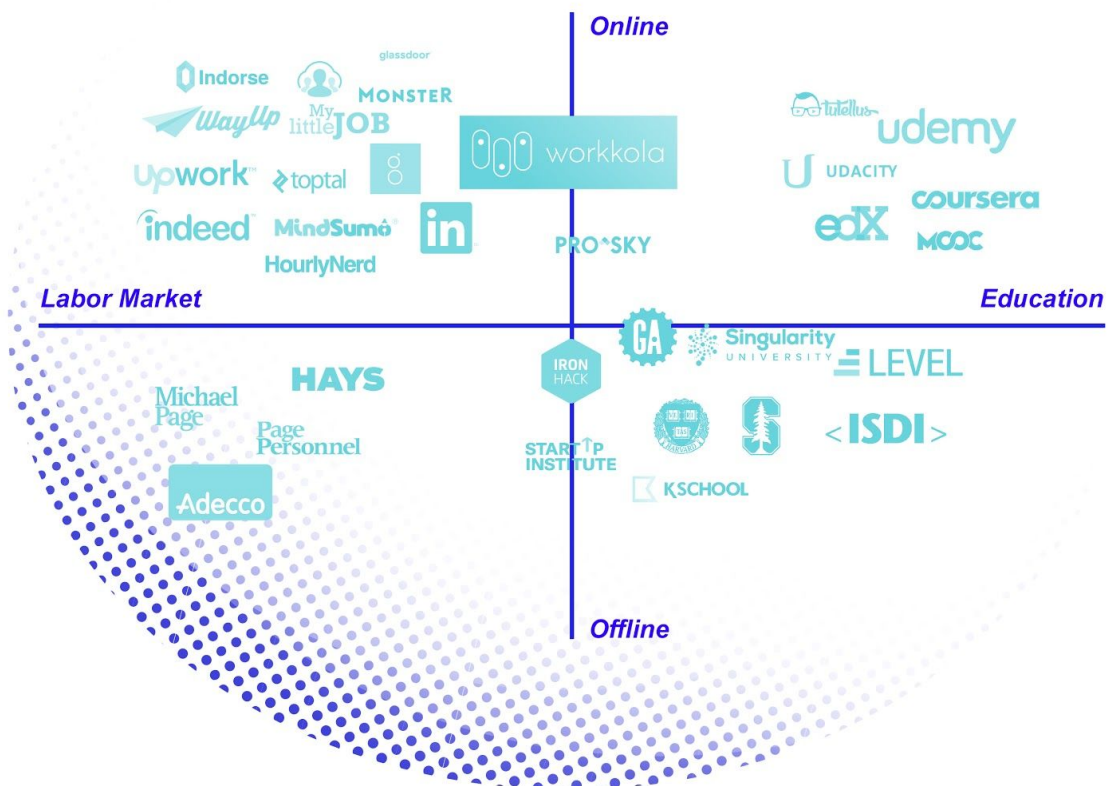 Online
glassdoor
Indorse
MONSTER
WayUp
My
little JOB
tutellus
udemy
workkola
Upwork™
toptal
g
UDACITY
coursera
indeed
MindSumo
in
edX
MOOC
PRO^SKY
HourlyNerd
Labor Market
Education
GA
Singularity
UNIVERSITY
LEVEL
IRON
HACK
HAYS
Michael
Page
Page
Personnel
HARVARD
<ISDI>
START↑P
INSTITUTE
Adecco
KSCHOOL
Offline